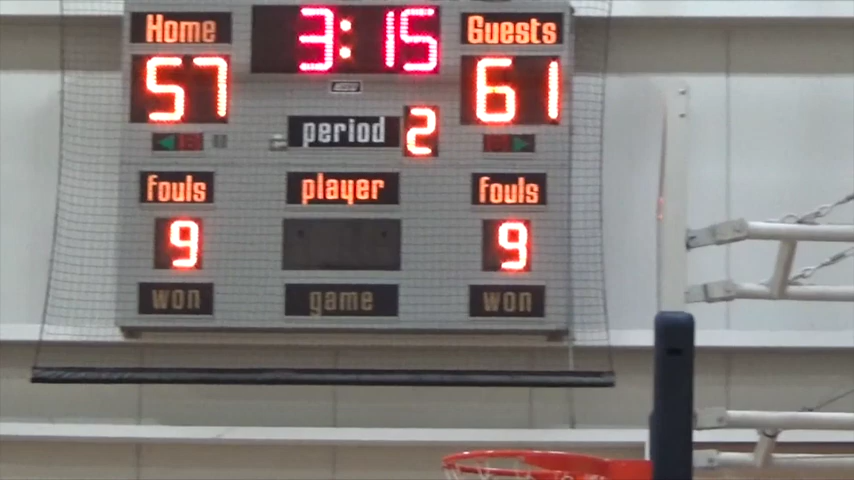 Home 3:15 Guests
57 61
period 2
fouls player fouls
9 9
won game won